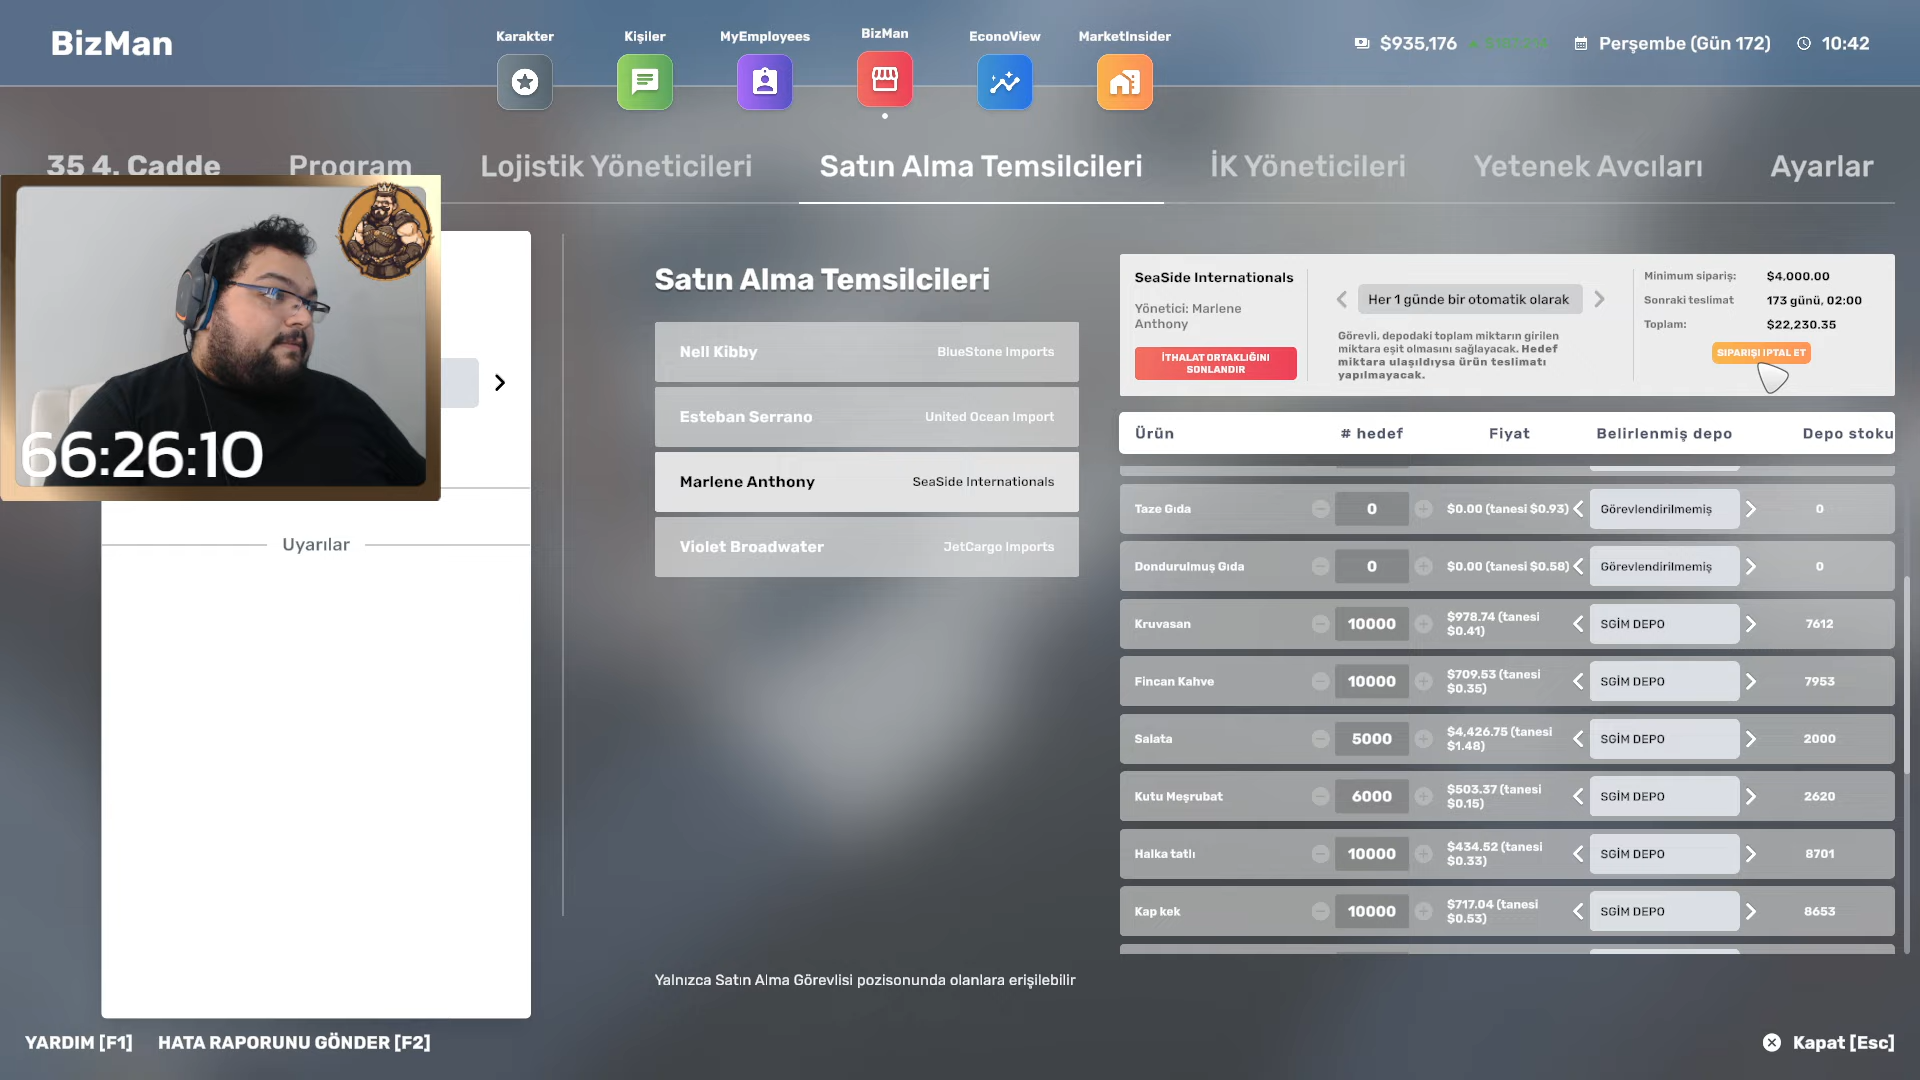 BizMan
Karakter
Kişiler
MyEmployees
BizMan
EconoView
MarketInsider
$935,176
Perşembe (Gün 172)
10:42
35 4. Cadde
Program
Lojistik Yöneticileri
Satın Alma Temsilcileri
İK Yöneticileri
Yetenek Avcıları
Ayarlar
66:26:10
Uyarılar
Satın Alma Temsilcileri
Nell Kibby BlueStone Imports
Esteban Serrano United Ocean Import
Marlene Anthony SeaSide Internationals
Violet Broadwater JetCargo Imports
Yalnızca Satın Alma Görevlisi pozisonunda olanlara erişilebilir
SeaSide Internationals
Yönetici: Marlene
Anthony
İTHALAT ORTAKLIĞINI
SONLANDIR
Her 1 günde bir otomatik olarak
Görevli, depodaki toplam miktarın girilen
miktara eşit olmasını sağlayacak. Hedef
miktara ulaşıldıysa ürün teslimatı
yapılmayacak.
Minimum sipariş: $4,000.00
Sonraki teslimat 173 günü, 02:00
Toplam: $22,230.35
SIPARIŞI IPTAL ET
Ürün # hedef Fiyat Belirlenmiş depo Depo stoku
Taze Gıda 0 $0.00 (tanesi $0.93) Görevlendirilmemiş 0
Dondurulmuş Gıda 0 $0.00 (tanesi $0.58) Görevlendirilmemiş 0
Kruvasan 10000 $978.74 (tanesi
$0.41) SGİM DEPO 7612
Fincan Kahve 10000 $709.53 (tanesi
$0.35) SGİM DEPO 7953
Salata 5000 $4,426.75 (tanesi
$1.48) SGİM DEPO 2000
Kutu Meşrubat 6000 $503.37 (tanesi
$0.15) SGİM DEPO 2620
Halka tatlı 10000 $434.52 (tanesi
$0.33) SGİM DEPO 8701
Kap kek 10000 $717.04 (tanesi
$0.53) SGİM DEPO 8653
YARDIM [F1]
HATA RAPORUNU GÖNDER [F2]
Kapat [Esc]